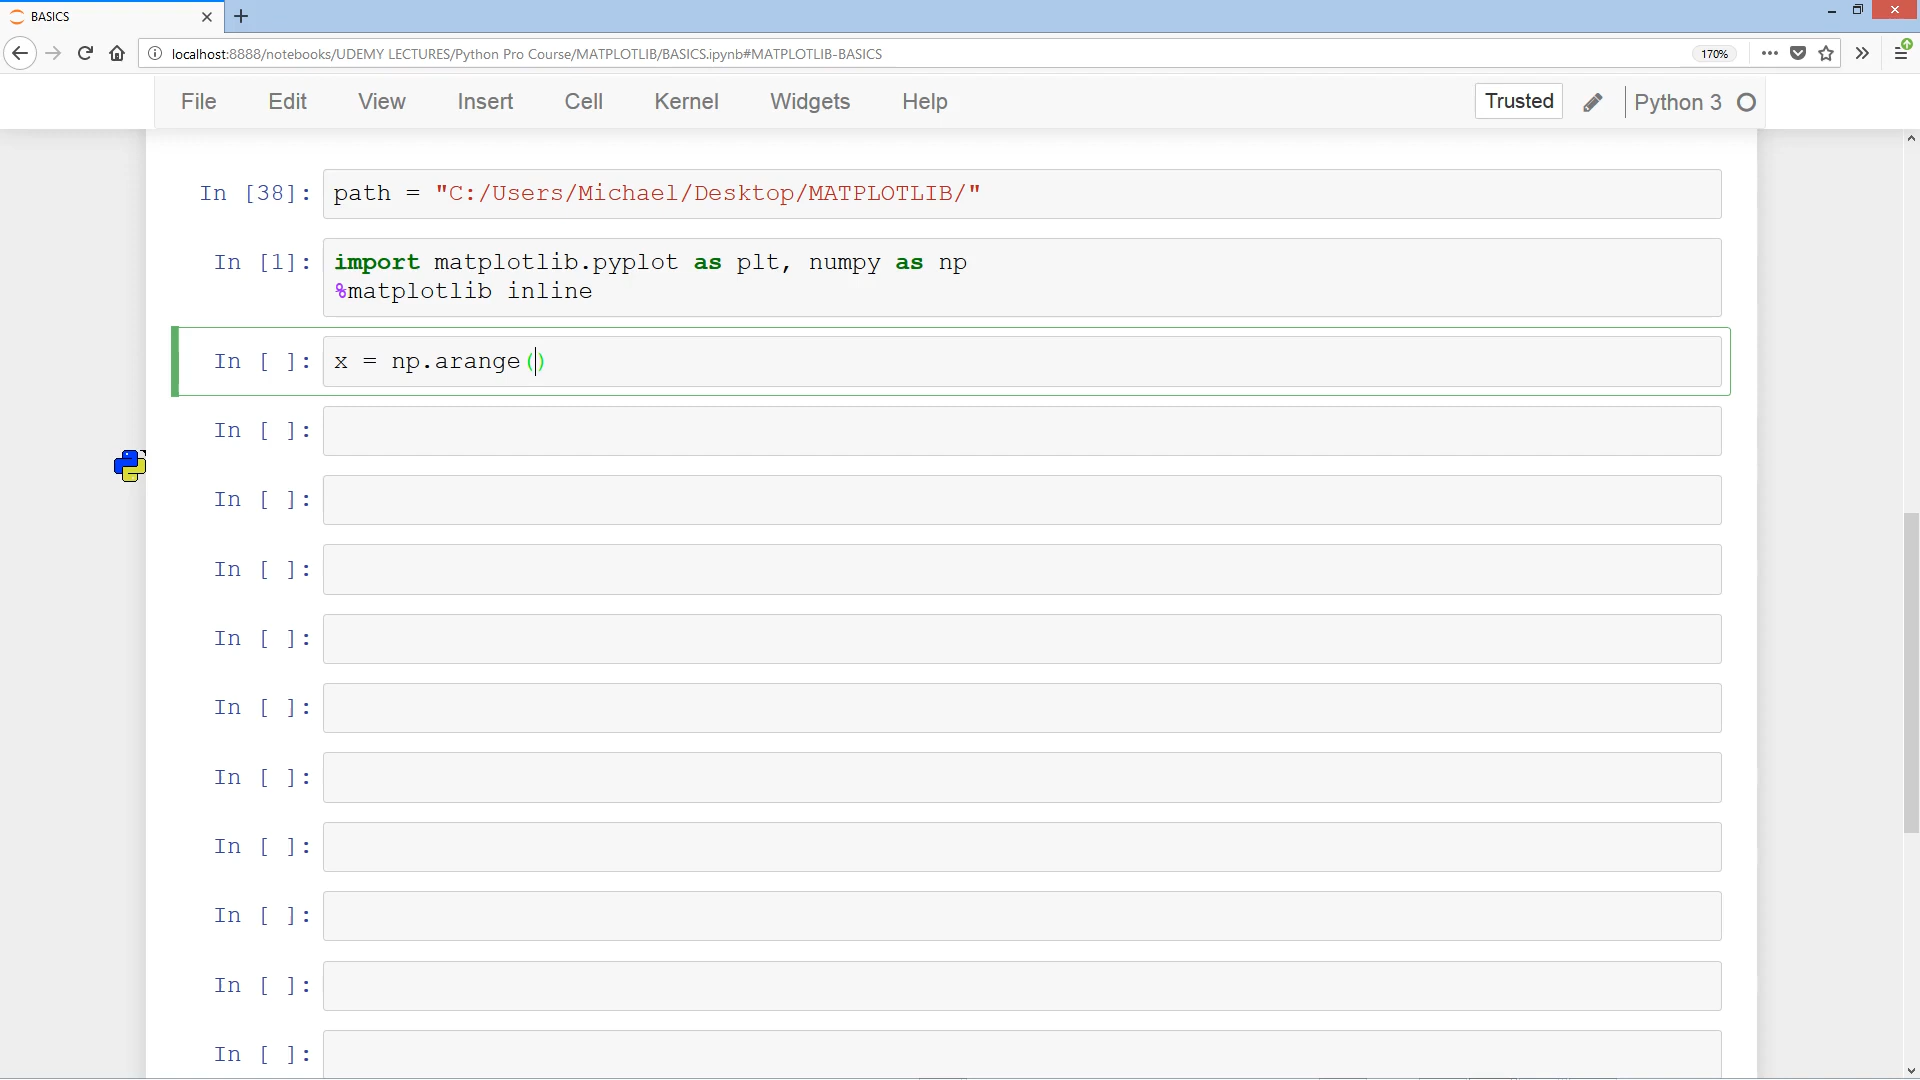 BASICS
localhost:8888/notebooks/UDEMY LECTURES/Python Pro Course/MATPLOTLIB/BASICS.ipynb#MATPLOTLIB-BASICS 170%
File Edit View Insert Cell Kernel Widgets Help Trusted Python 3
In [38]: path = "C:/Users/Michael/Desktop/MATPLOTLIB/"
In [1]: import matplotlib.pyplot as plt, numpy as np
%matplotlib inline
In [ ]: x = np.arange()
In [ ]:
In [ ]:
In [ ]:
In [ ]:
In [ ]:
In [ ]:
In [ ]:
In [ ]:
In [ ]:
In [ ]: